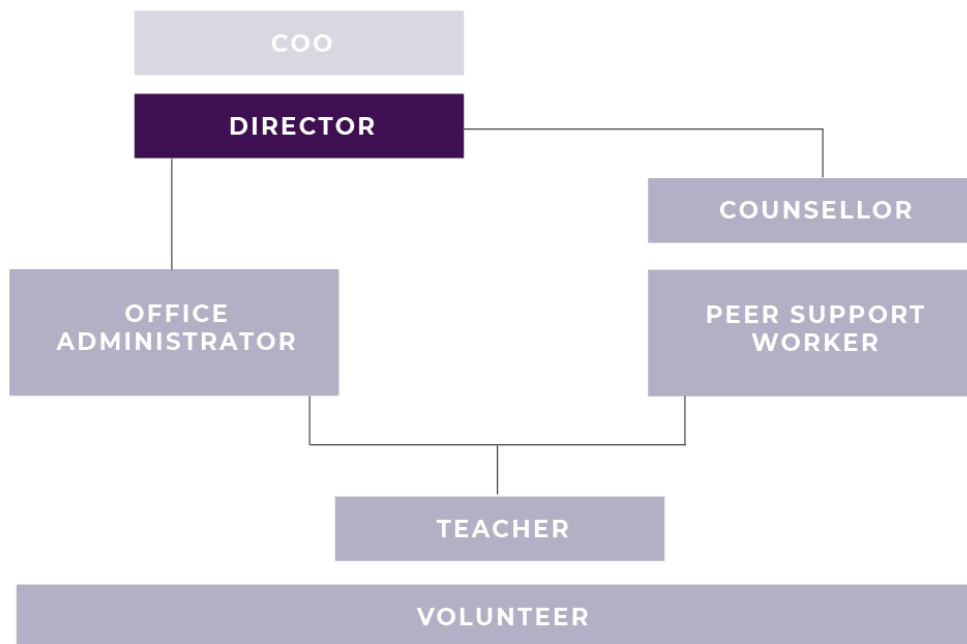 COO
DIRECTOR
COUNSELLOR
OFFICE
ADMINISTRATOR
PEER SUPPORT
WORKER
TEACHER
VOLUNTEER